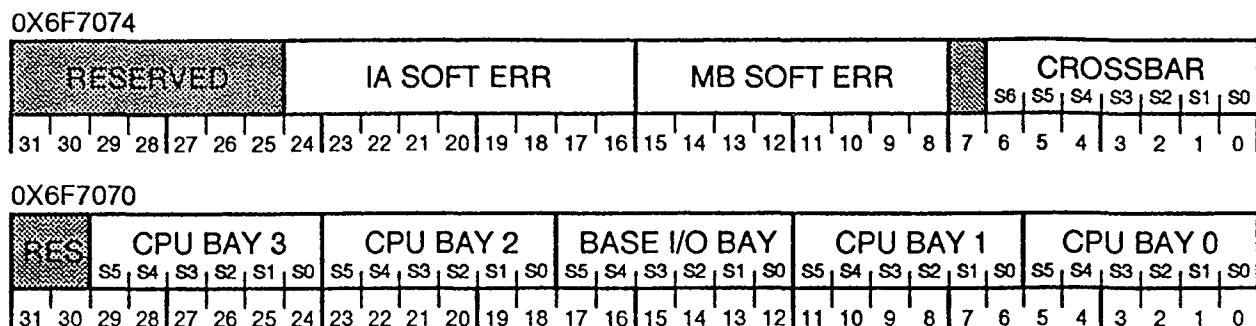 0X6F7074
RESERVED IA SOFT ERR MB SOFT ERR CROSSBAR
S6 S5 S4 S3 S2 S1 S0
31 30 29 28 27 26 25 24 23 22 21 20 19 18 17 16 15 14 13 12 11 10 9 8 7 6 5 4 3 2 1 0
0X6F7070
RES CPU BAY 3 CPU BAY 2 BASE I/O BAY CPU BAY 1 CPU BAY 0
S5 S4 S3 S2 S1 S0 S5 S4 S3 S2 S1 S0 S5 S4 S3 S2 S1 S0 S5 S4 S3 S2 S1 S0 S5 S4 S3 S2 S1 S0
31 30 29 28 27 26 25 24 23 22 21 20 19 18 17 16 15 14 13 12 11 10 9 8 7 6 5 4 3 2 1 0